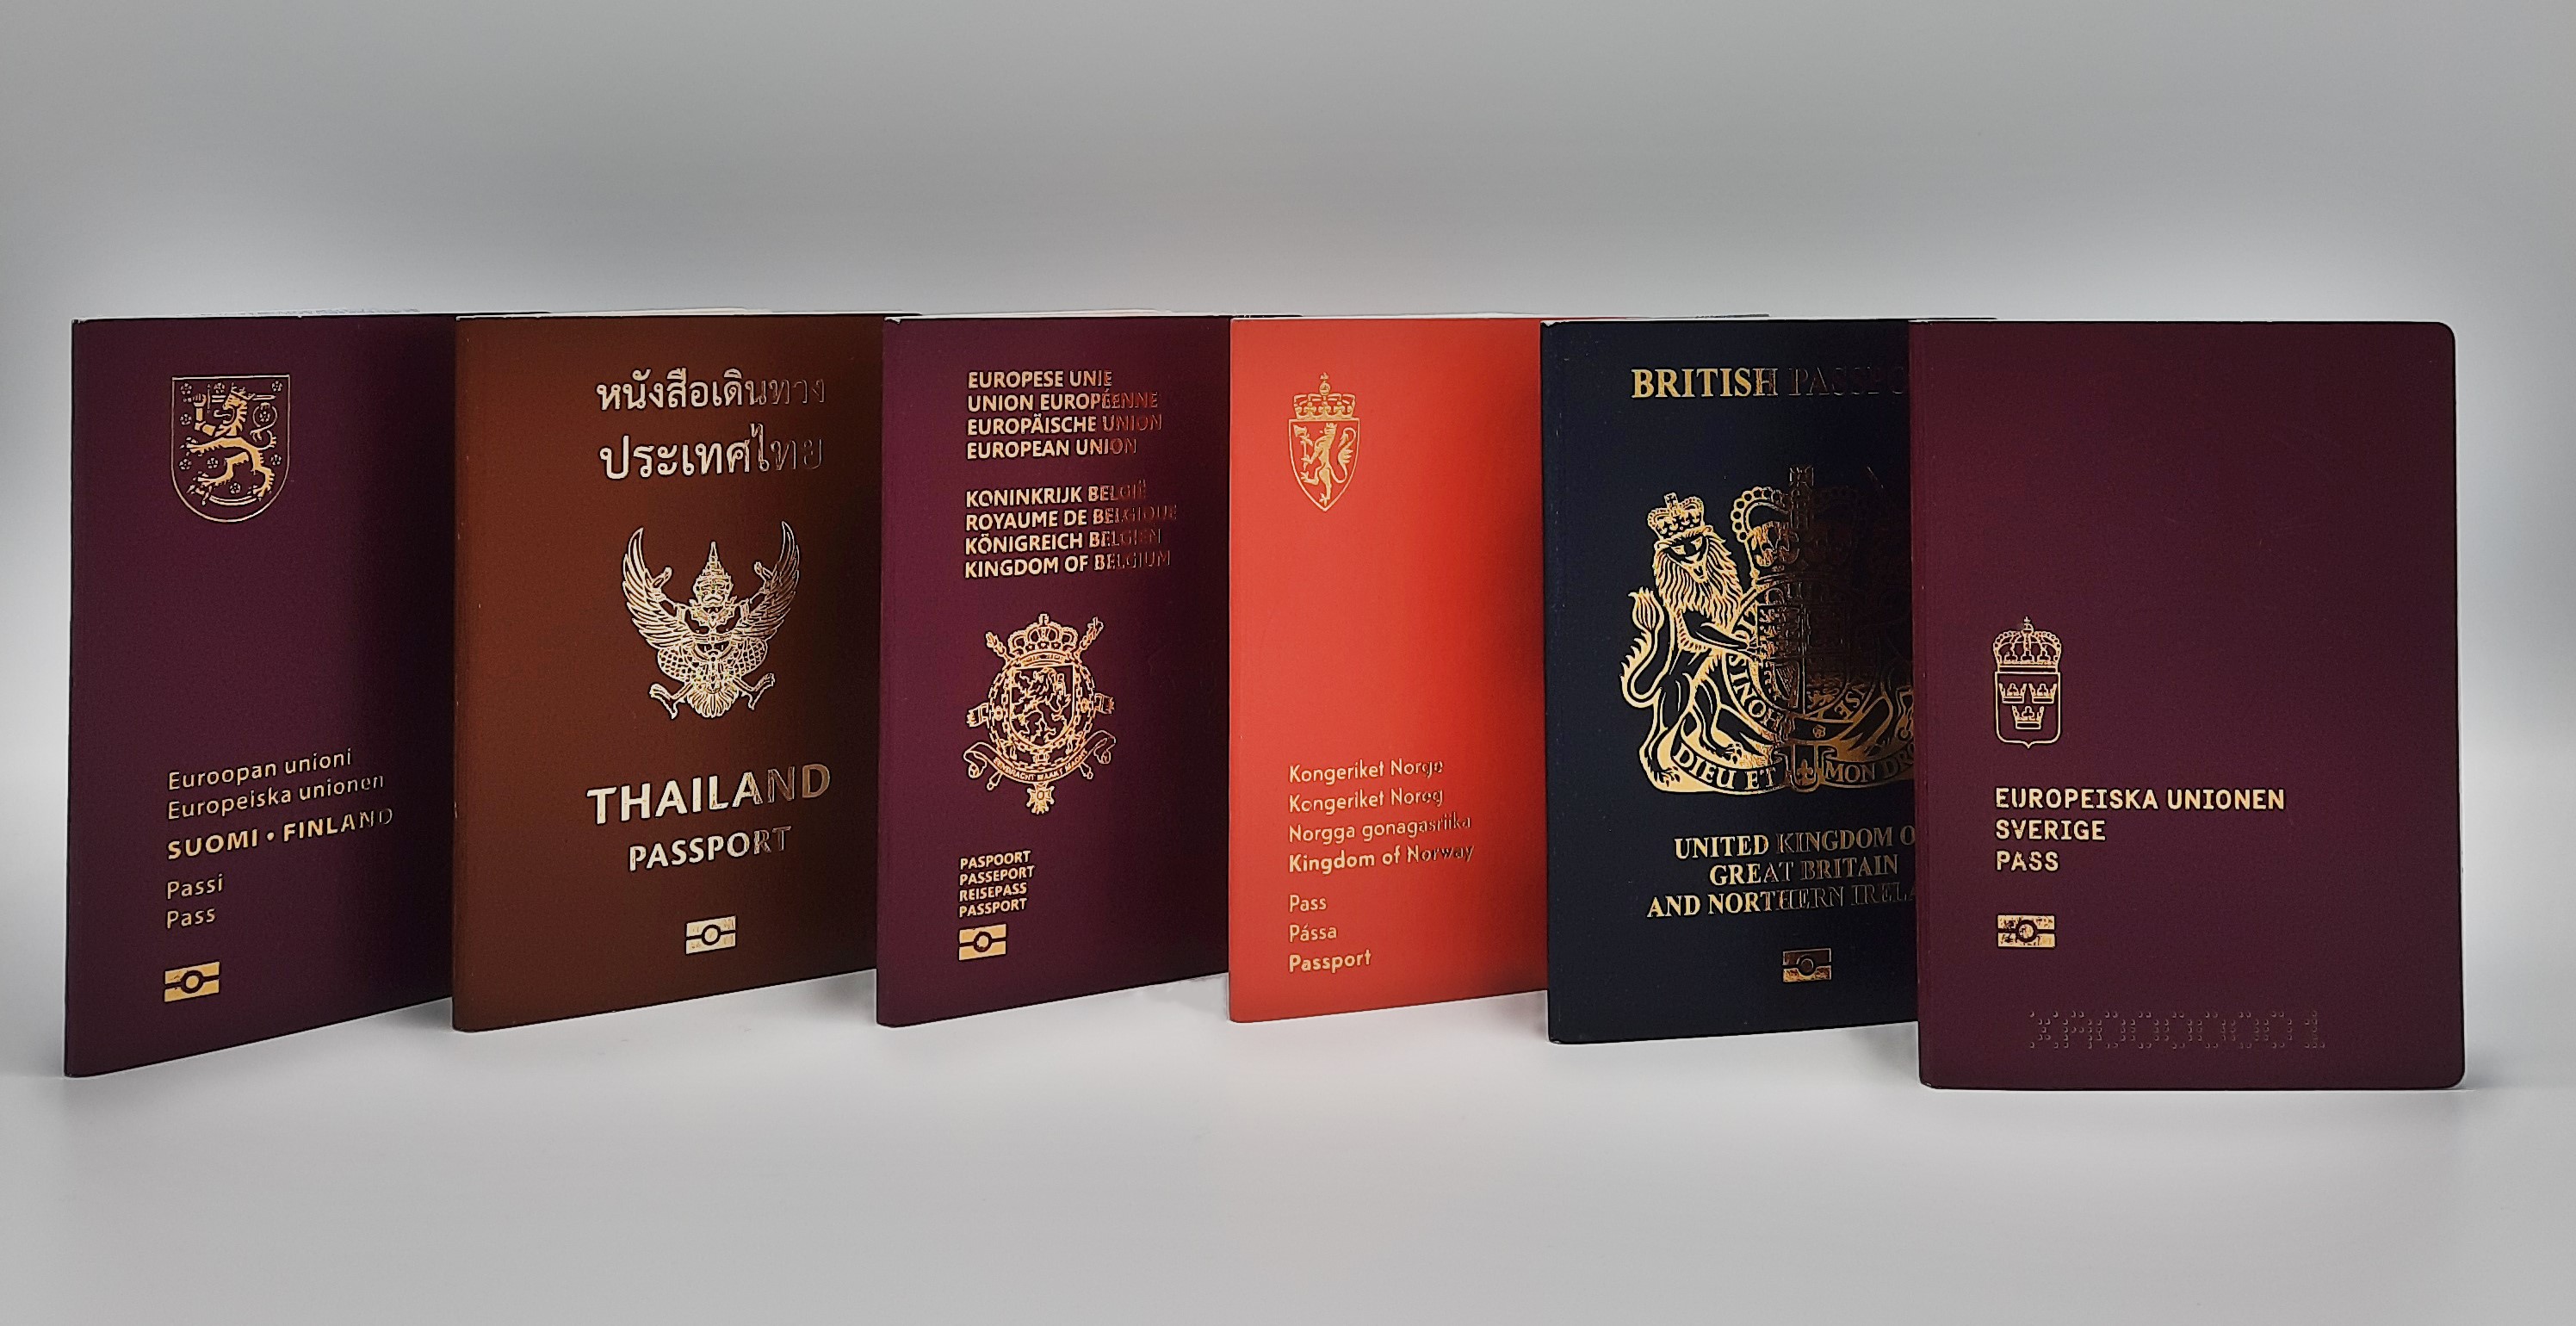 Euroopan unioni
Europeiska unionen
SUOMI • FINLAND
Passi
Pass
หนังสือเดินทาง
ประเทศไทย
THAILAND
PASSPORT
EUROPESE UNIE
UNION EUROPÉENNE
EUROPÄISCHE UNION
EUROPEAN UNION
KONINKRIJK BELGIË
ROYAUME DE BELGIQUE
KÖNIGREICH BELGIEN
KINGDOM OF BELGIUM
EENDRACHT MAAKT MACHT
PASPOORT
PASSEPORT
REISEPASS
PASSPORT
Kongeriket Norge
Kongeriket Noreg
Norgga gonagasriika
Kingdom of Norway
Pass
Pássa
Passport
BRITISH
DIEU ET MON
UNITED KINGDOM
GREAT BRITAIN
AND NORTHERN
EUROPEISKA UNIONEN
SVERIGE
PASS
XA0000001